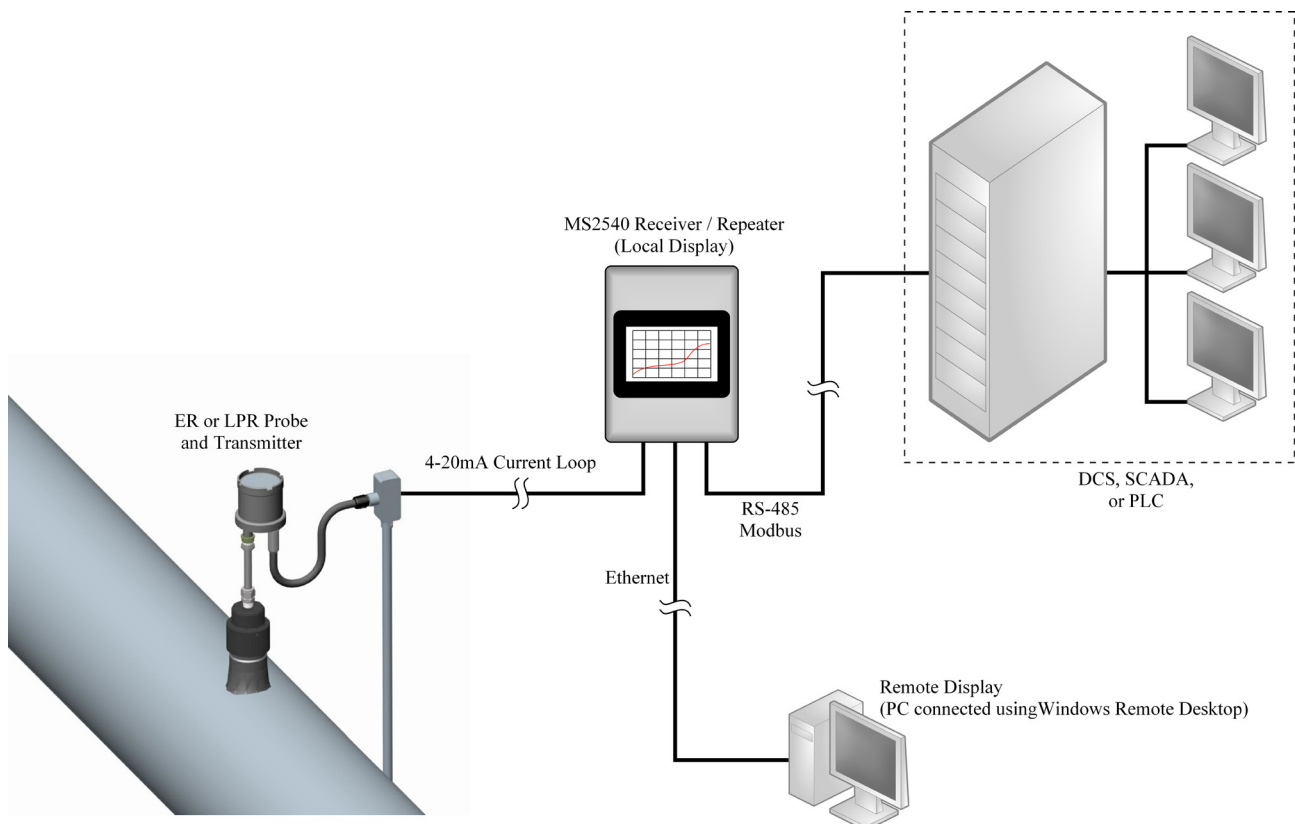 MS2540 Receiver / Repeater
(Local Display)
ER or LPR Probe
and Transmitter
4-20mA Current Loop
RS-485
Modbus
DCS, SCADA,
or PLC
Ethernet
Remote Display
(PC connected usingWindows Remote Desktop)